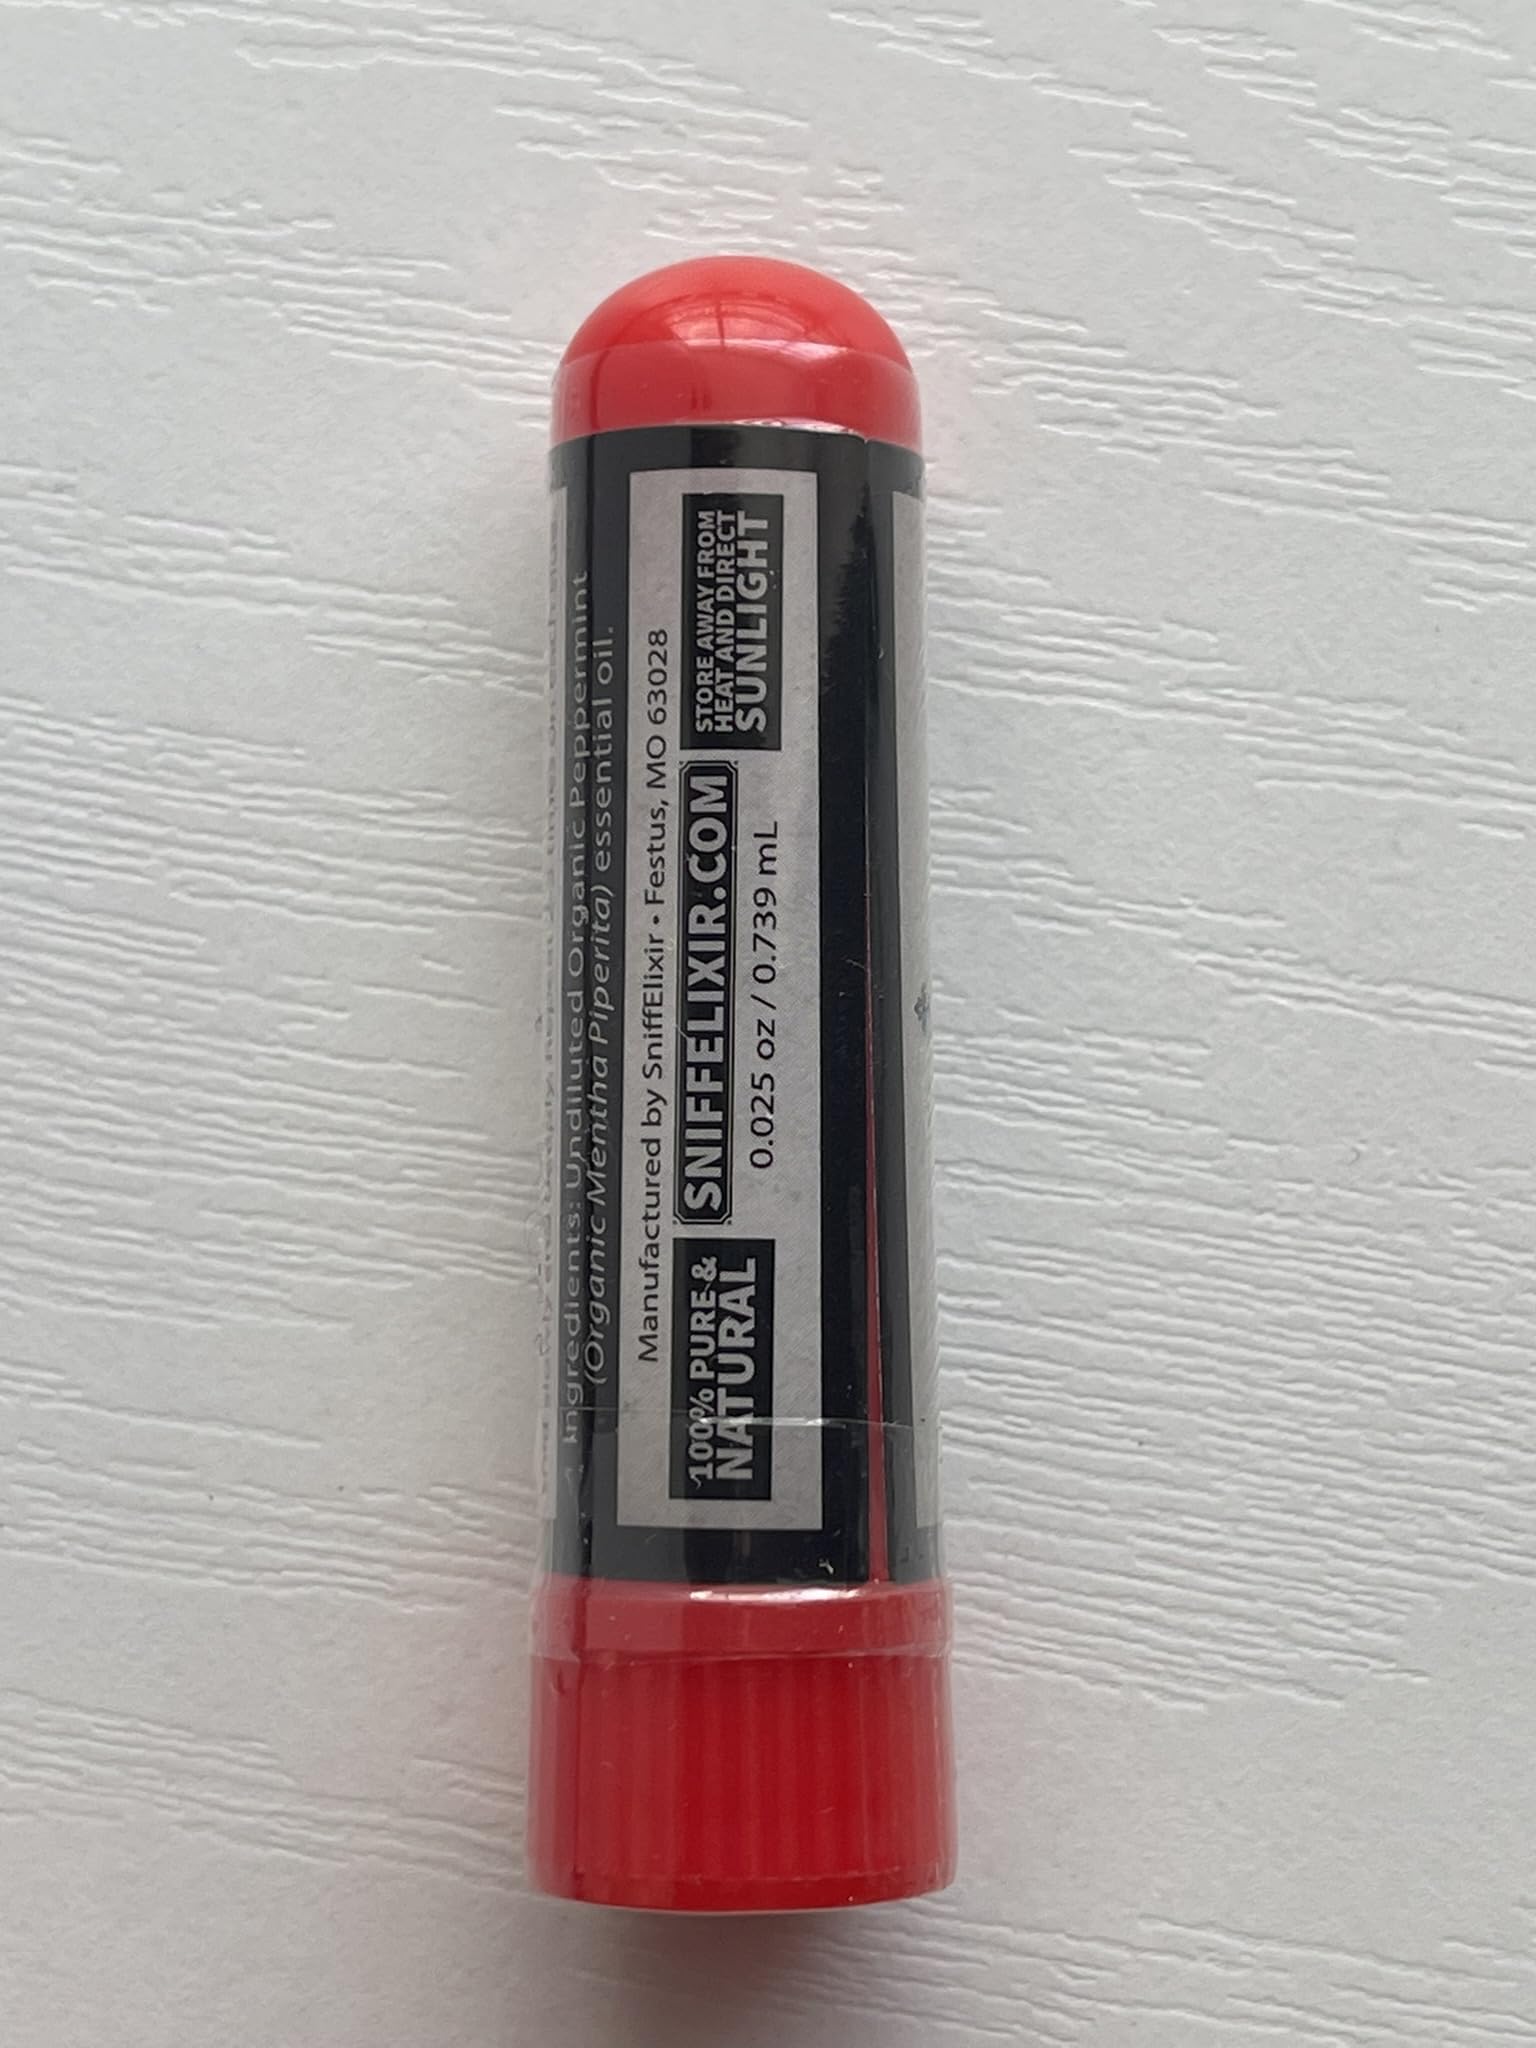 Ingredients: Undiluted Organic Peppermint
(Organic Mentha Piperita) essential oil.
Manufactured by SniffElixir • Festus, MO 63028
100% PURE &
NATURAL
SNIFFELIXIR.COM
0.025 oz / 0.739 mL
STORE AWAY FROM
HEAT AND DIRECT
SUNLIGHT